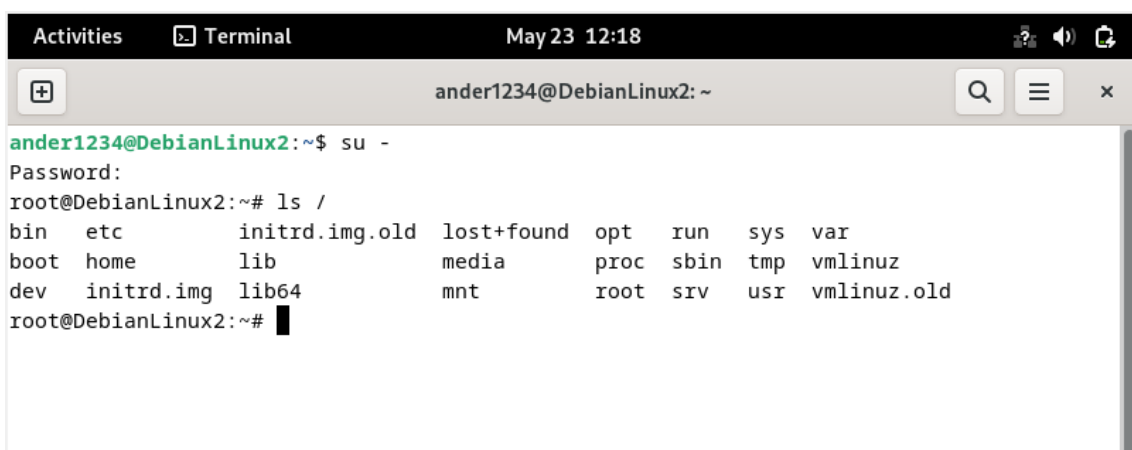 Activities Terminal May 23 12:18
ander1234@DebianLinux2: ~
ander1234@DebianLinux2:~$ su -
Password:
root@DebianLinux2:~# ls /
bin etc initrd.img.old lost+found opt run sys var
boot home lib media proc sbin tmp vmlinuz
dev initrd.img lib64 mnt root srv usr vmlinuz.old
root@DebianLinux2:~#